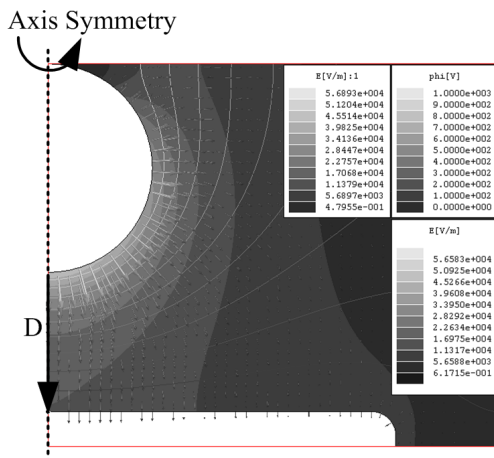 Axis Symmetry
E[V/m]:1
5.6893e+004
5.1204e+004
4.5514e+004
3.9825e+004
3.4136e+004
2.8447e+004
2.2757e+004
1.7068e+004
1.1379e+004
5.6897e+003
4.7955e-001
phi[V]
1.0000e+003
9.0000e+002
8.0000e+002
7.0000e+002
6.0000e+002
5.0000e+002
4.0000e+002
3.0000e+002
2.0000e+002
1.0000e+002
0.0000e+000
E[V/m]
5.6583e+004
5.0925e+004
4.5266e+004
3.9608e+004
3.3950e+004
2.8292e+004
2.2634e+004
1.6975e+004
1.1317e+004
5.6588e+003
6.1715e-001
D